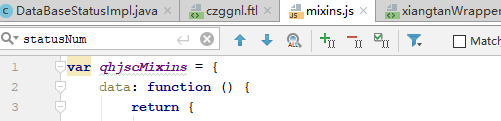 DataBaseStatusImpl.java czggnl.ftl mixins.js xiangtanWrapper
statusNum Match
1 var qhjscMixins = {
2 data: function () {
3 return {